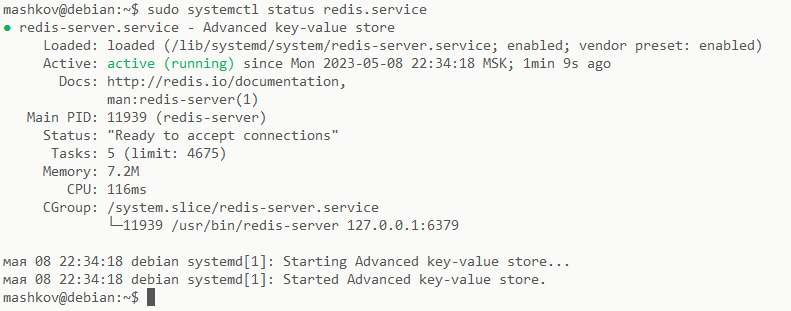 mashkov@debian:~$ sudo systemctl status redis.service
● redis-server.service - Advanced key-value store
     Loaded: loaded (/lib/systemd/system/redis-server.service; enabled; vendor preset: enabled)
     Active: active (running) since Mon 2023-05-08 22:34:18 MSK; 1min 9s ago
       Docs: http://redis.io/documentation,
             man:redis-server(1)
   Main PID: 11939 (redis-server)
     Status: "Ready to accept connections"
      Tasks: 5 (limit: 4675)
     Memory: 7.2M
        CPU: 116ms
     CGroup: /system.slice/redis-server.service
             └─11939 /usr/bin/redis-server 127.0.0.1:6379

мая 08 22:34:18 debian systemd[1]: Starting Advanced key-value store...
мая 08 22:34:18 debian systemd[1]: Started Advanced key-value store.
mashkov@debian:~$